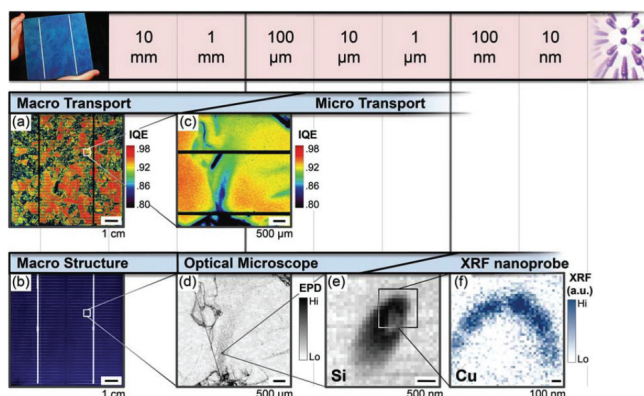 10 mm
1 mm
100 µm
10 µm
1 µm
100 nm
10 nm
Macro Transport
Micro Transport
(a)
IQE
.98
.92
.86
.80
1 cm
(c)
IQE
.98
.92
.86
.80
500 µm
Macro Structure
Optical Microscope
XRF nanoprobe
(b)
1 cm
(d)
EPD
Hi
Lo
500 µm
(e)
Si
500 nm
(f)
Cu
XRF
(a.u.)
Hi
Lo
100 nm